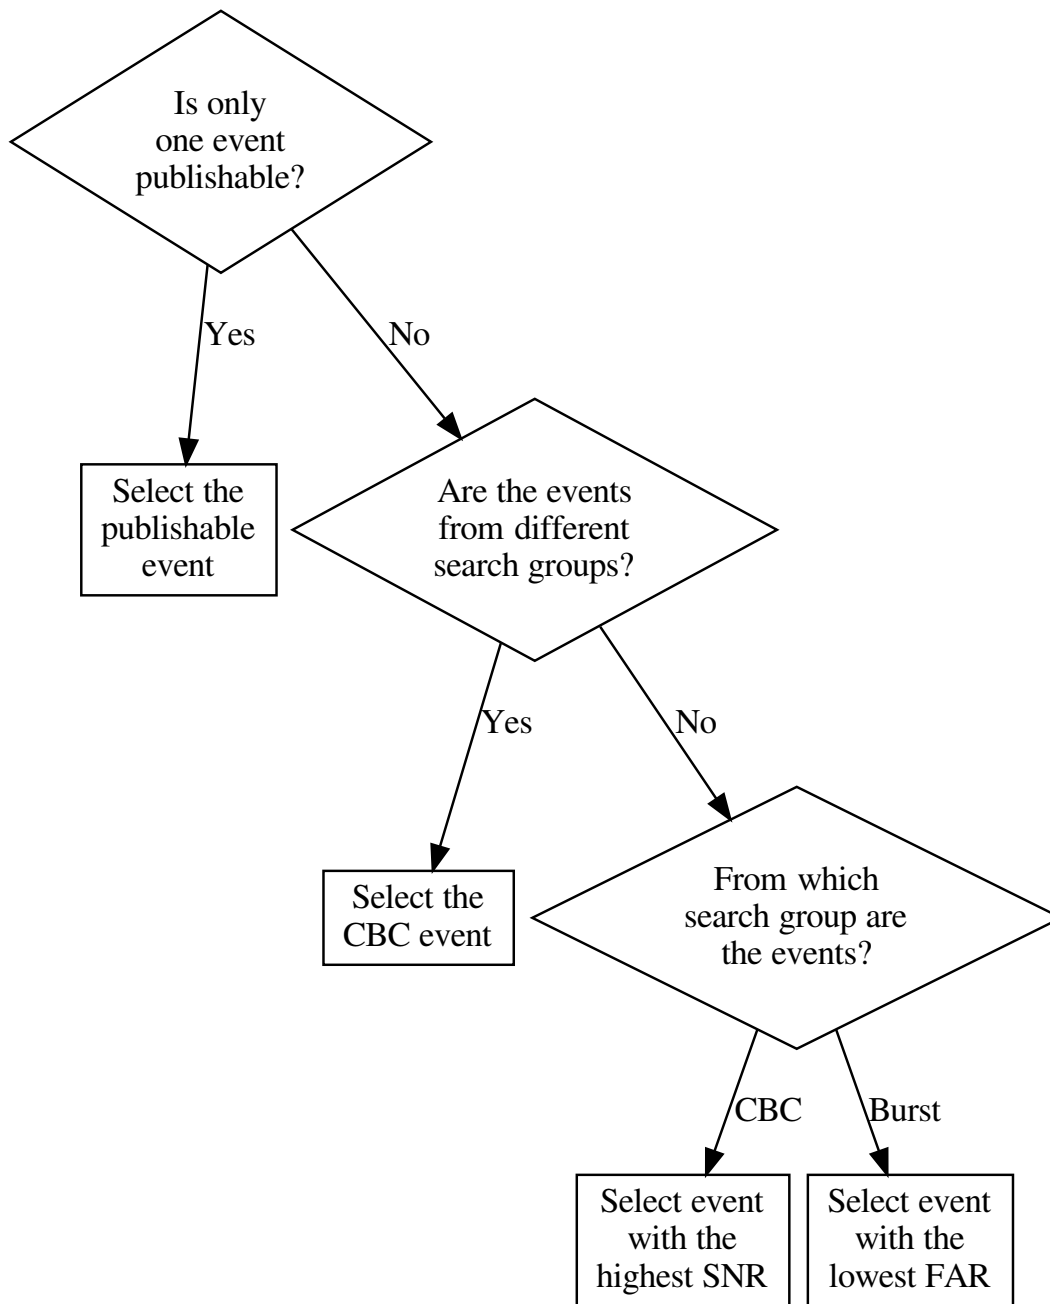 Is only
one event
publishable?
Yes
No
Select the
publishable
event
Are the events
from different
search groups?
Yes
No
Select the
CBC event
From which
search group are
the events?
CBC
Burst
Select event
with the
highest SNR
Select event
with the
lowest FAR